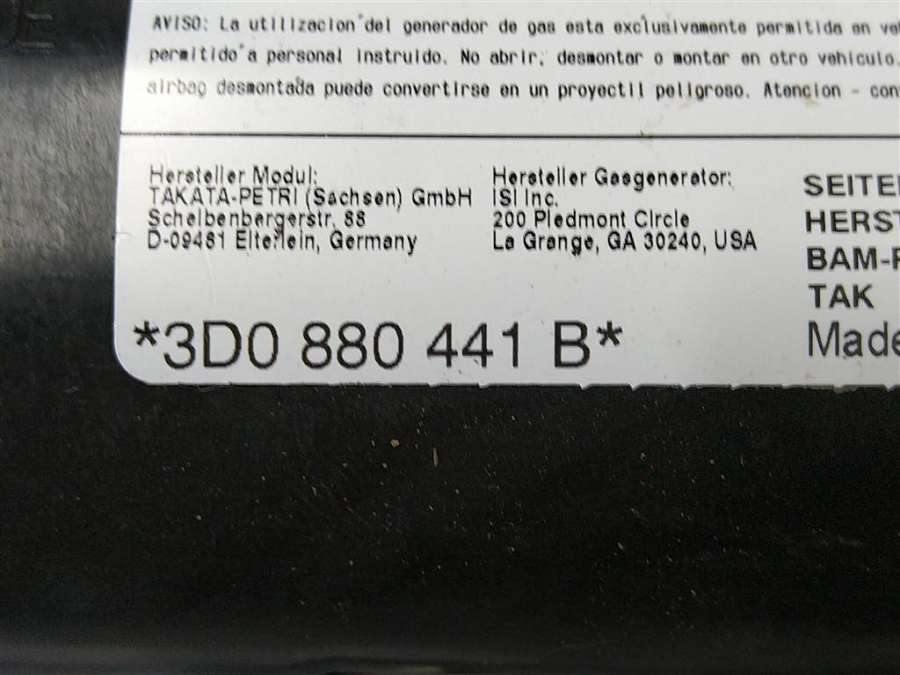 AVISO: La utilizacion del generador de gas esta exclusivamente permitida en
permitido a personal instruido. No abrir, desmontar o montar en otro vehiculo.
airbag desmontada puede convertirse en un proyectil peligroso. Atencion -
Hersteller Modul:
TAKATA-PETRI (Sachsen) GmbH
Scheibenbergerstr. 88
D-09481 Elterlein, Germany
Hersteller Gasgenerator:
ISI Inc.
200 Piedmont Circle
La Grange, GA 30240, USA
SEITE
HERST
BAM-
TAK
Made
*3D0 880 441 B*